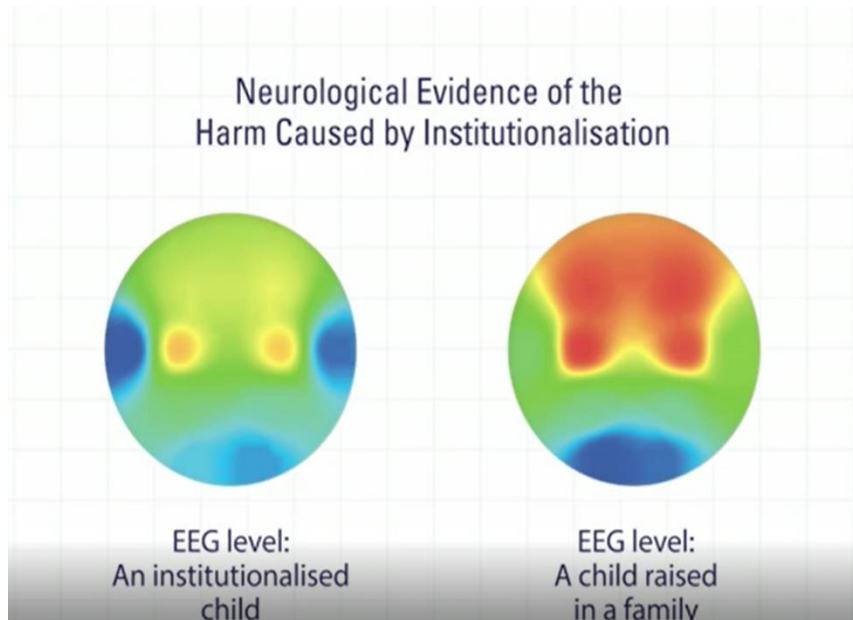 Neurological Evidence of the
Harm Caused by Institutionalisation
EEG level:
An institutionalised
child
EEG level:
A child raised
in a family